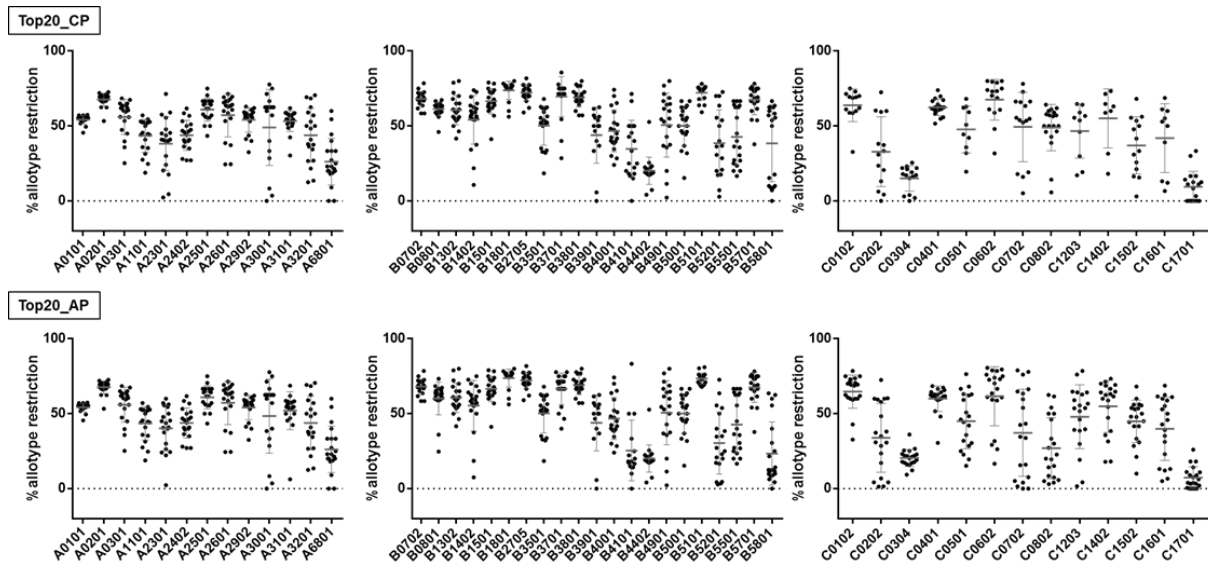 Top20_CP
% allotype restriction
100
50
0
A0101 A0201 A0301 A1101 A2301 A2402 A2501 A2601 A2902 A3001 A3101 A3201 A6801
% allotype restriction
100
50
0
B0702 B0801 B1302 B1402 B1501 B1801 B2705 B3501 B3701 B3801 B3901 B4001 B4101 B4402 B4901 B5001 B5101 B5201 B5501 B5701 B5801
% allotype restriction
100
50
0
C0102 C0202 C0304 C0401 C0501 C0602 C0702 C0802 C1203 C1402 C1502 C1601 C1701
Top20_AP
% allotype restriction
100
50
0
A0101 A0201 A0301 A1101 A2301 A2402 A2501 A2601 A2902 A3001 A3101 A3201 A6801
% allotype restriction
100
50
0
B0702 B0801 B1302 B1402 B1501 B1801 B2705 B3501 B3701 B3801 B3901 B4001 B4101 B4402 B4901 B5001 B5101 B5201 B5501 B5701 B5801
% allotype restriction
100
50
0
C0102 C0202 C0304 C0401 C0501 C0602 C0702 C0802 C1203 C1402 C1502 C1601 C1701